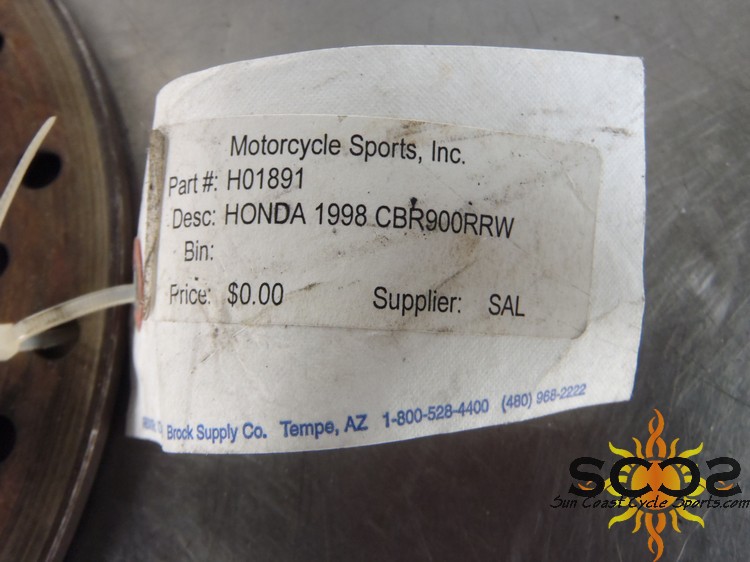 Motorcycle Sports, Inc.
Part #: H01891
Desc: HONDA 1998 CBR900RRW
Bin:
Price: $0.00 Supplier: SAL
Brock Supply Co. Tempe, AZ 1-800-528-4400 (480) 968-2222
SCCS
Sun Coast Cycle Sports.com